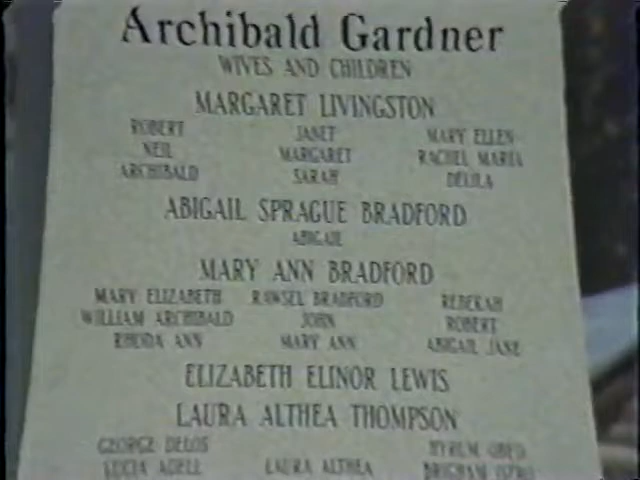 Archibald Gardner
WIVES AND CHILDREN
MARGARET LIVINGSTON
ROBERT JANET MARY ELLEN
NEIL MARGARET RACHEL MARIA
ARCHIBALD SARAH DELILA
ABIGAIL SPRAGUE BRADFORD
ABIGAIL
MARY ANN BRADFORD
MARY ELIZABETH RAWSEL BRADFORD REBEKAH
WILLIAM ARCHIBALD JOHN ROBERT
RHODA ANN MARY ANN ABIGAIL JANE
ELIZABETH ELINOR LEWIS
LAURA ALTHEA THOMPSON
GEORGE DELOS
LUCIA ADELL LAURA ALTHEA BRIGHAM